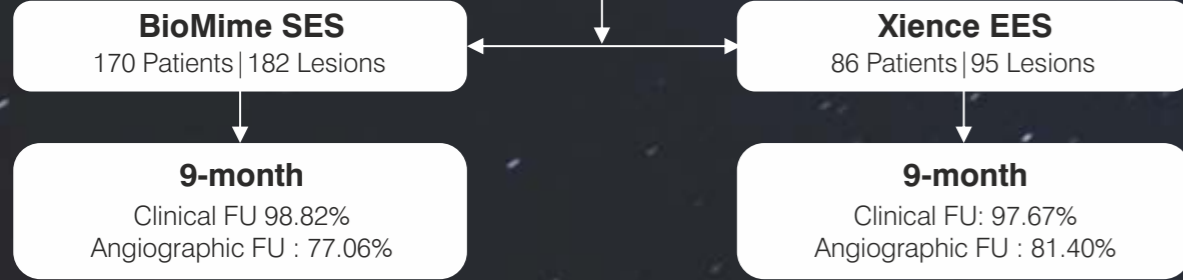 BioMime SES
170 Patients|182 Lesions
Xience EES
86 Patients|95 Lesions
9-month
Clinical FU 98.82%
Angiographic FU : 77.06%
9-month
Clinical FU: 97.67%
Angiographic FU : 81.40%